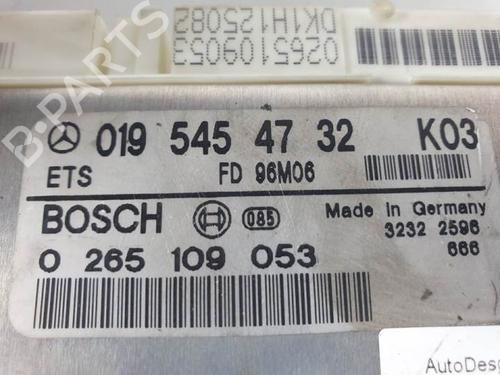 0265109053
DK1H125082
019 545 47 32 K03
ETS FD 96M06
BOSCH 085 Made in Germany
3232 2596
0 265 109 053 666
AutoDes
B-PARTS